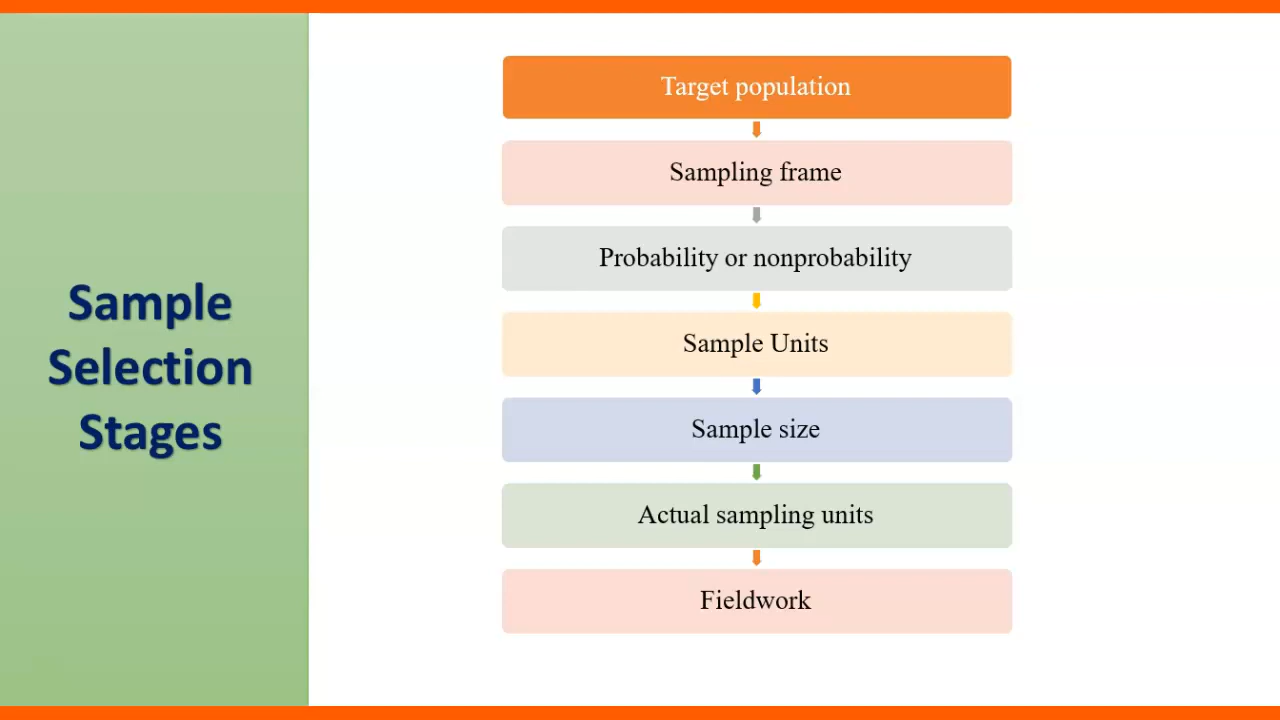 Sample
Selection
Stages
Target population
Sampling frame
Probability or nonprobability
Sample Units
Sample size
Actual sampling units
Fieldwork